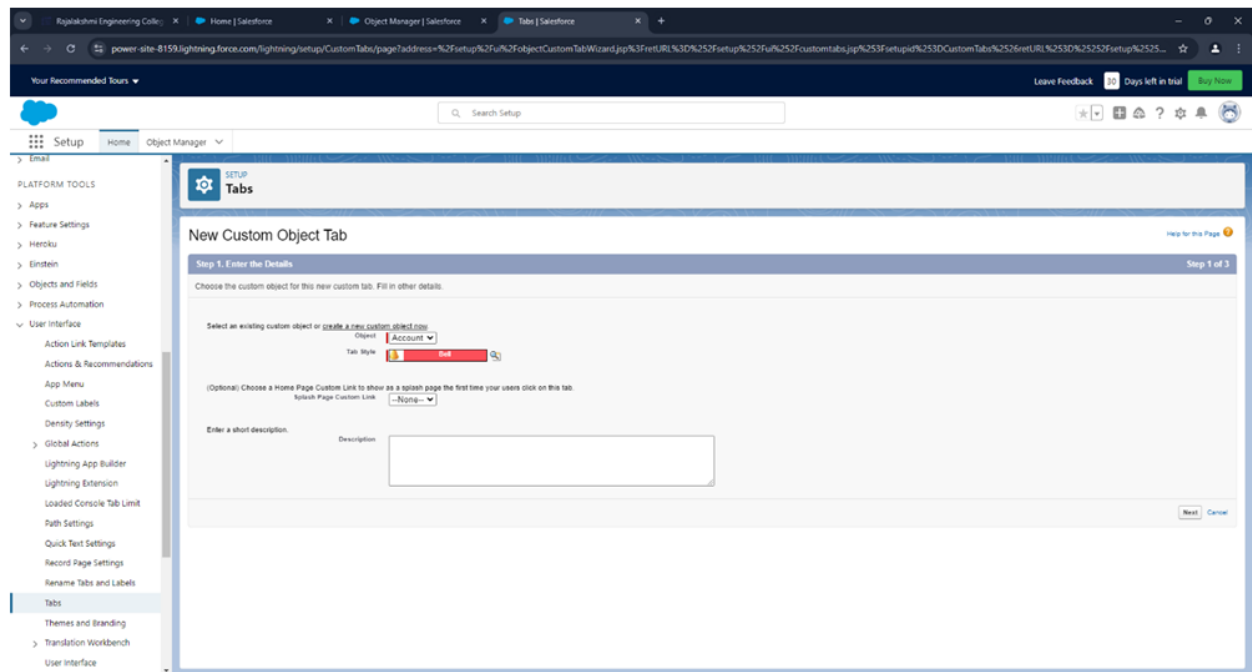 Rajalakshmi Engineering Colleg
Home | Salesforce
Object Manager | Salesforce
Tabs | Salesforce
power-site-8159.lightning.force.com/lightning/setup/CustomTabs/page?address=%2Fsetup%2Fui%2FobjectCustomTabWizard.jsp%3FretURL%3D%252Fsetup%252Fui%252Fcustomtabs.jsp%253Fsetupid%253DCustomTabs%2526retURL%253D%25252Fsetup%2525...
Your Recommended Tours
Leave Feedback 30 Days left in trial Buy Now
Search Setup
Setup Home Object Manager
Email
PLATFORM TOOLS
Apps
Feature Settings
Heroku
Einstein
Objects and Fields
Process Automation
User Interface
Action Link Templates
Actions & Recommendations
App Menu
Custom Labels
Density Settings
Global Actions
Lightning App Builder
Lightning Extension
Loaded Console Tab Limit
Path Settings
Quick Text Settings
Record Page Settings
Rename Tabs and Labels
Tabs
Themes and Branding
Translation Workbench
User Interface
SETUP
Tabs
New Custom Object Tab
Help for this Page
Step 1. Enter the Details Step 1 of 3
Choose the custom object for this new custom tab. Fill in other details.
Select an existing custom object or create a new custom object now.
Object Account
Tab Style Bell
(Optional) Choose a Home Page Custom Link to show as a splash page the first time your users click on this tab.
Splash Page Custom Link --None--
Enter a short description.
Description
Next Cancel